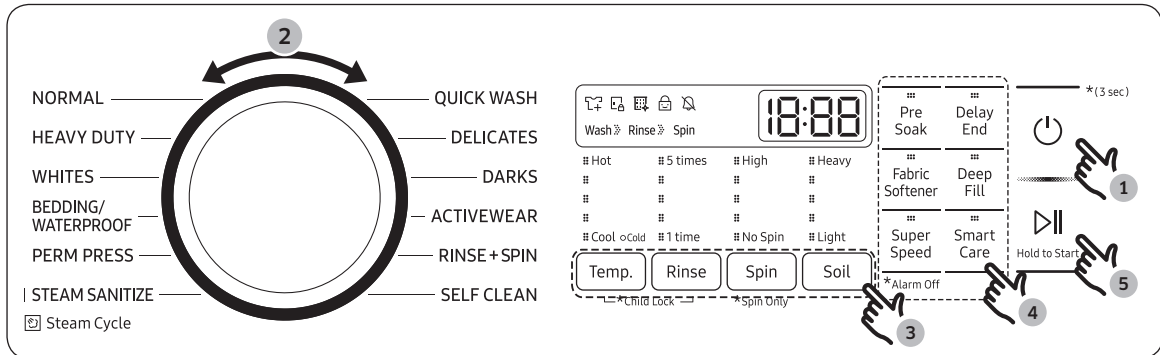 2
NORMAL
HEAVY DUTY
WHITES
BEDDING/
WATERPROOF
PERM PRESS
STEAM SANITIZE
Steam Cycle
QUICK WASH
DELICATES
DARKS
ACTIVEWEAR
RINSE+SPIN
SELF CLEAN
18:88
Wash Rinse Spin
Hot 5 times High Heavy
Cool Cold 1 time No Spin Light
Temp. Rinse Spin Soil
*Child Lock *Spin Only
3
Pre
Soak
Delay
End
Fabric
Softener
Deep
Fill
Super
Speed
Smart
Care
*Alarm Off
4
*(3 sec)
1
Hold to Start
5